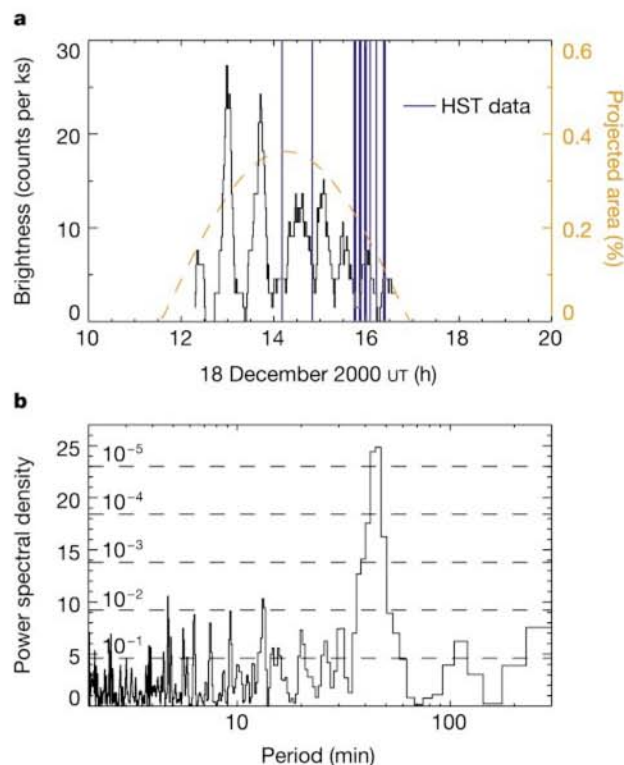 a
30
20
10
0
Brightness (counts per ks)
HST data
0.6
0.4
0.2
0
Projected area (%)
10 12 14 16 18 20
18 December 2000 UT (h)
b
25
20
15
10
5
0
Power spectral density
10⁻⁵
10⁻⁴
10⁻³
10⁻²
10⁻¹
10 100
Period (min)